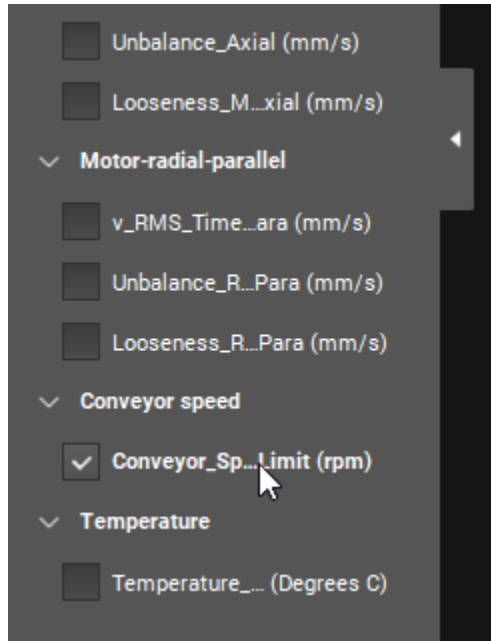 Unbalance_Axial (mm/s)
Looseness_M...xial (mm/s)
Motor-radial-parallel
v_RMS_Time...ara (mm/s)
Unbalance_R...Para (mm/s)
Looseness_R...Para (mm/s)
Conveyor speed
Conveyor_Sp...Limit (rpm)
Temperature
Temperature_... (Degrees C)